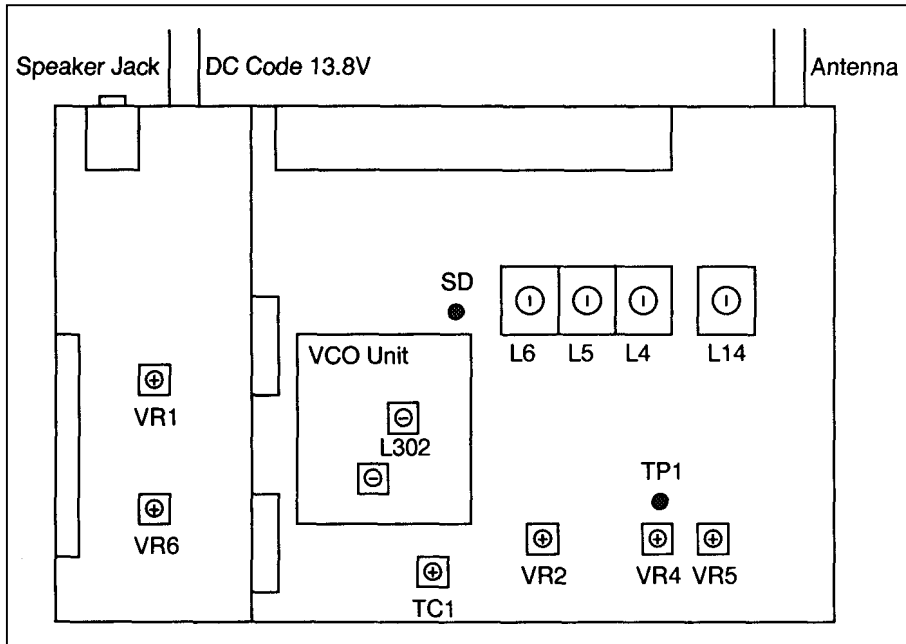 Speaker Jack
DC Code 13.8V
Antenna
SD
L6
L5
L4
L14
VCO Unit
VR1
L302
TP1
VR6
VR2
VR4
VR5
TC1